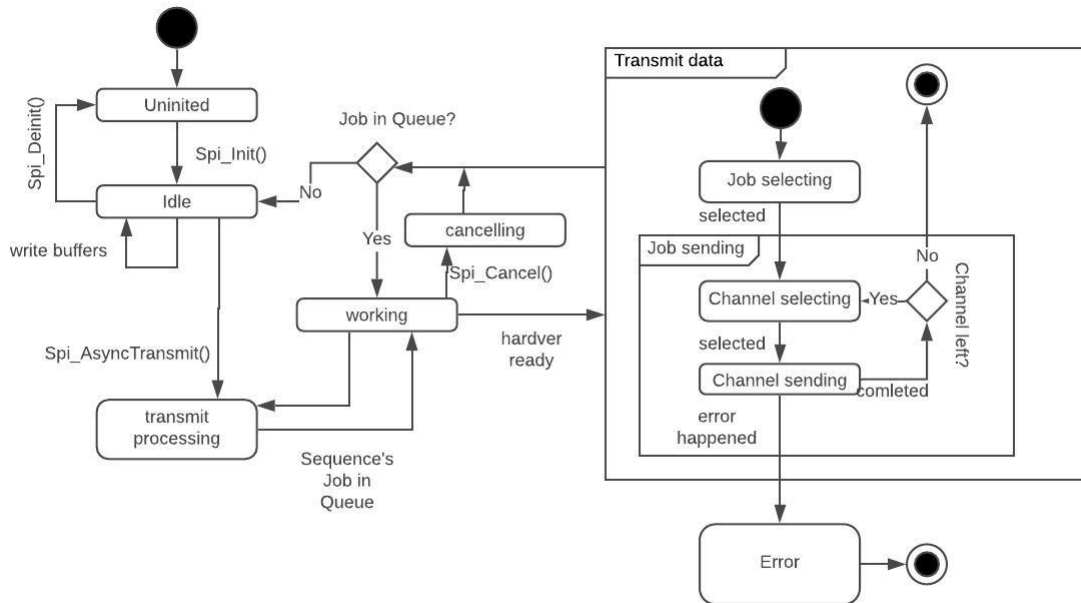 Transmit data
Uninited
Spi_Deinit()
Spi_Init()
Job in Queue?
Idle
No
Yes
write buffers
cancelling
Spi_Cancel()
working
hardver
ready
Spi_AsyncTransmit()
transmit
processing
Sequence's
Job in
Queue
Job selecting
selected
Job sending
No
Channel selecting
Yes
Channel left?
selected
Channel sending
comleted
error
happened
Error